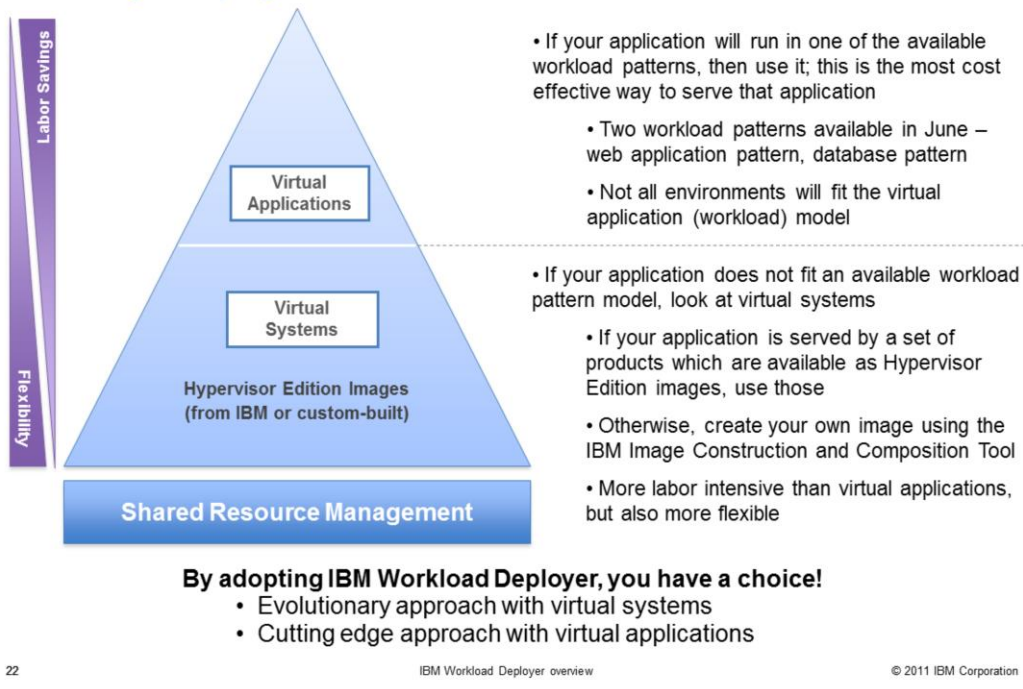 Labor Savings
Flexibility
Virtual
Applications
Virtual
Systems
Hypervisor Edition Images
(from IBM or custom-built)
Shared Resource Management
• If your application will run in one of the available
workload patterns, then use it; this is the most cost
effective way to serve that application
• Two workload patterns available in June –
web application pattern, database pattern
• Not all environments will fit the virtual
application (workload) model
• If your application does not fit an available workload
pattern model, look at virtual systems
• If your application is served by a set of
products which are available as Hypervisor
Edition images, use those
• Otherwise, create your own image using the
IBM Image Construction and Composition Tool
• More labor intensive than virtual applications,
but also more flexible
By adopting IBM Workload Deployer, you have a choice!
• Evolutionary approach with virtual systems
• Cutting edge approach with virtual applications
22
IBM Workload Deployer overview
© 2011 IBM Corporation